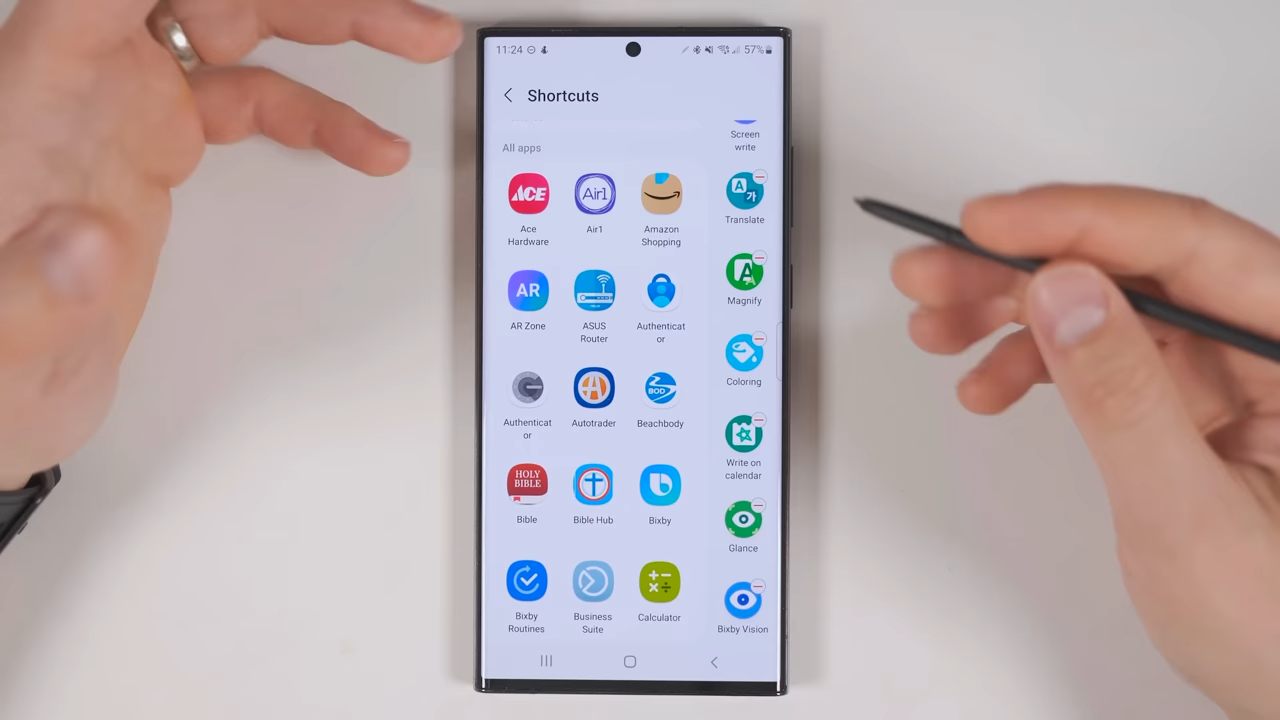 11:24
57%
Shortcuts
Screen
write
All apps
ACE
Air1
Ace
Hardware
Air1
Amazon
Shopping
A
Translate
AR
AR Zone
ASUS
Router
Authenticat
or
A
Magnify
Authenticat
or
Autotrader
BOD
Beachbody
Coloring
HOLY
BIBLE
Bible
Bible Hub
Bixby
Write on
calendar
Glance
Bixby
Routines
Business
Suite
Calculator
Bixby Vision